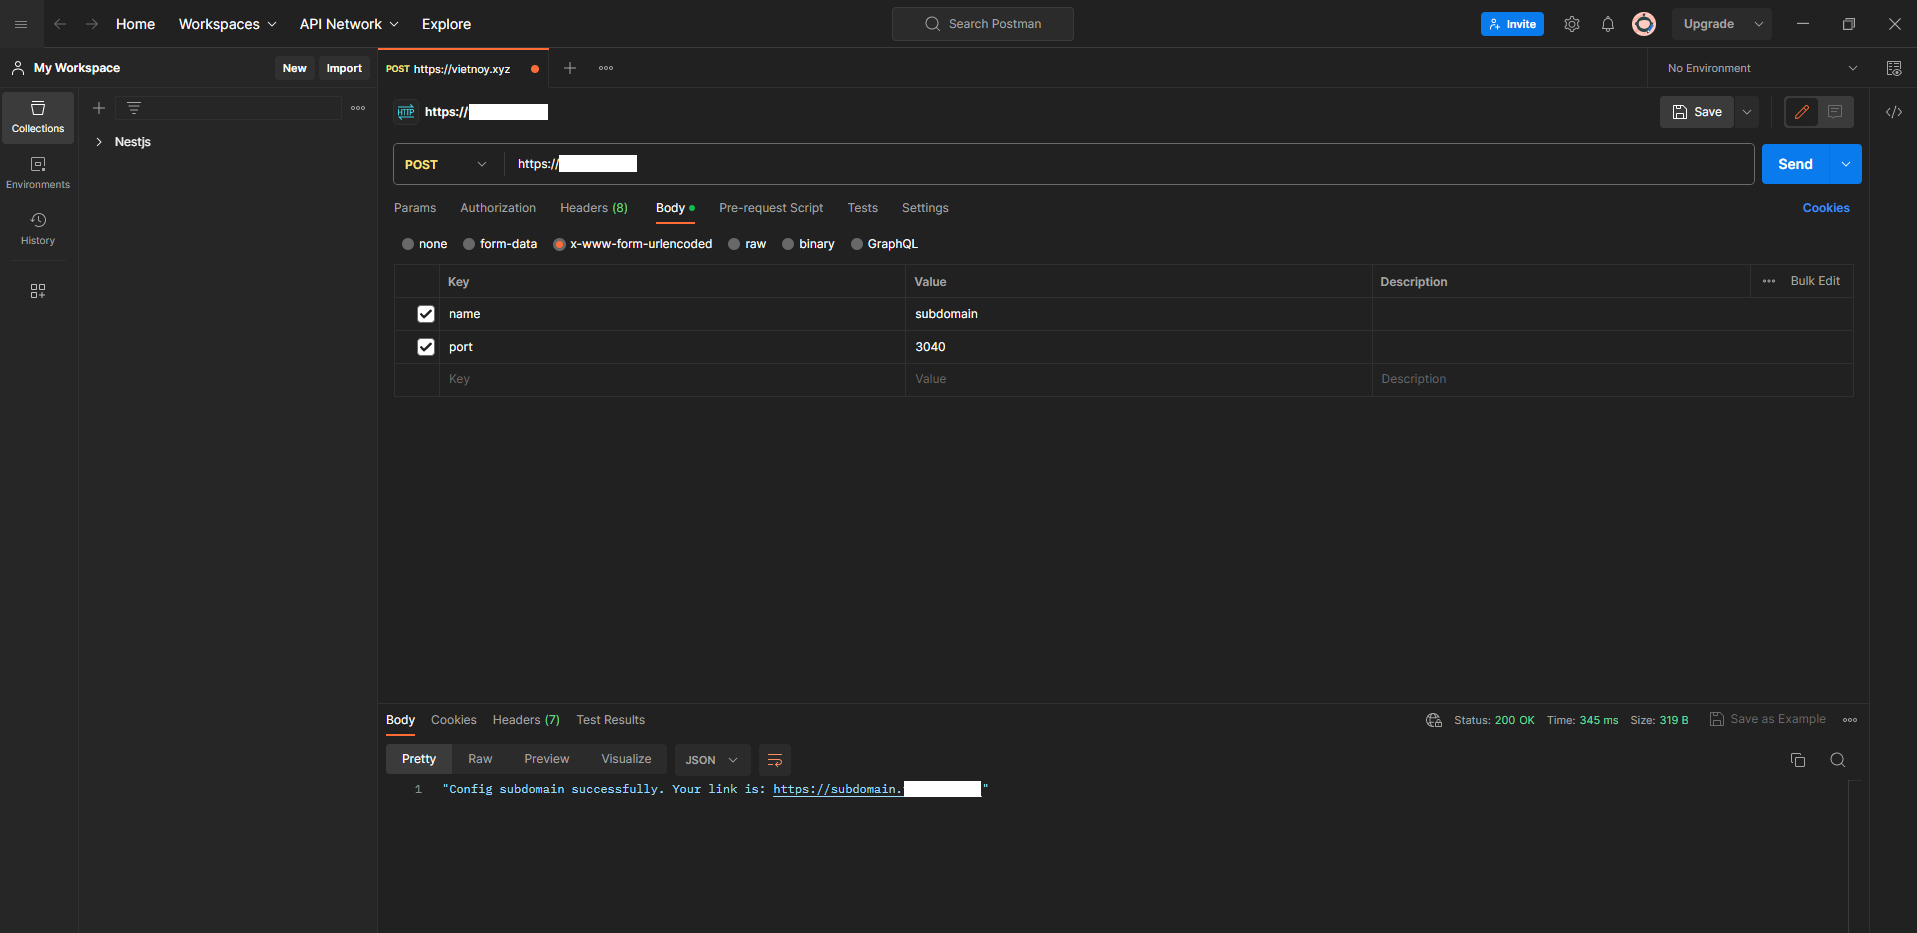 Home Workspaces API Network Explore Search Postman Invite Upgrade
My Workspace New Import POST https://vietnoy.xyz No Environment
HTTP https:// Save
Collections
Nestjs
POST https:// Send
Environments
Params Authorization Headers (8) Body Pre-request Script Tests Settings Cookies
History
none form-data x-www-form-urlencoded raw binary GraphQL
Key Value Description Bulk Edit
name subdomain
port 3040
Key Value Description
Body Cookies Headers (7) Test Results Status: 200 OK Time: 345 ms Size: 319 B Save as Example
Pretty Raw Preview Visualize JSON
1 "Config subdomain successfully. Your link is: https://subdomain. "